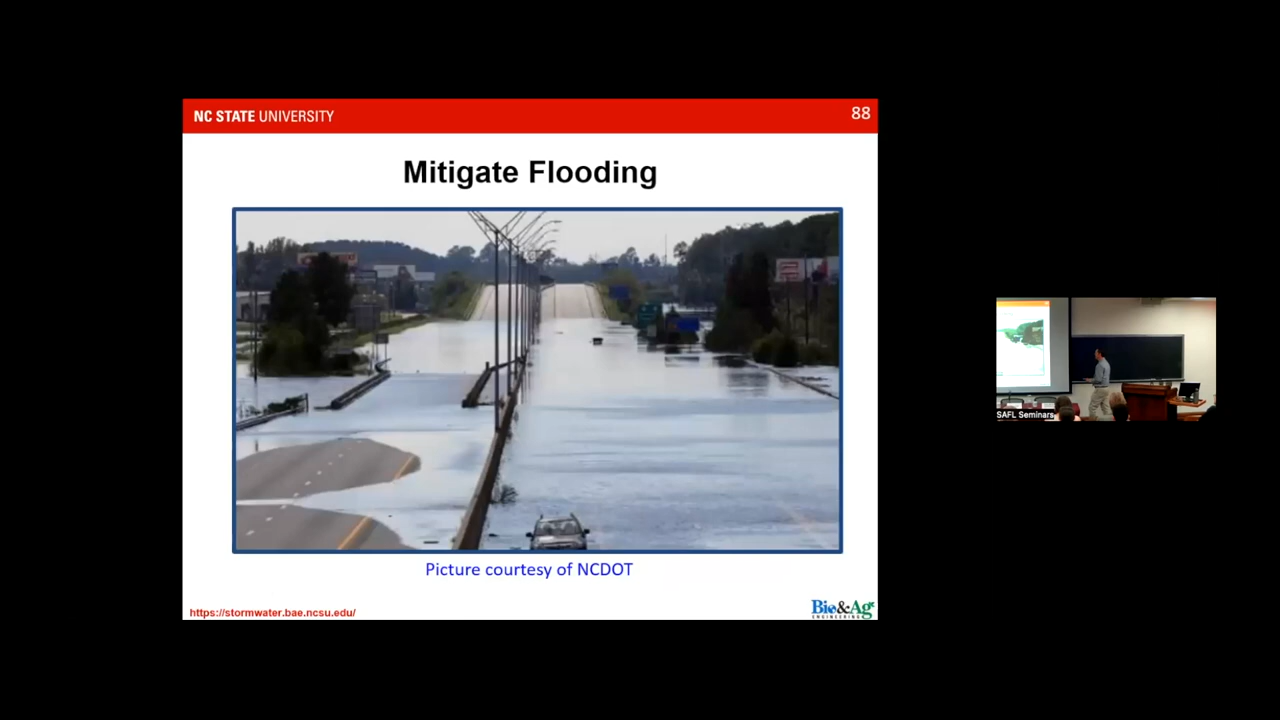 NC STATE UNIVERSITY
88
Mitigate Flooding
Picture courtesy of NCDOT
https://stormwater.bae.ncsu.edu/
Bio&Ag
ENGINEERING
SAFL Seminars